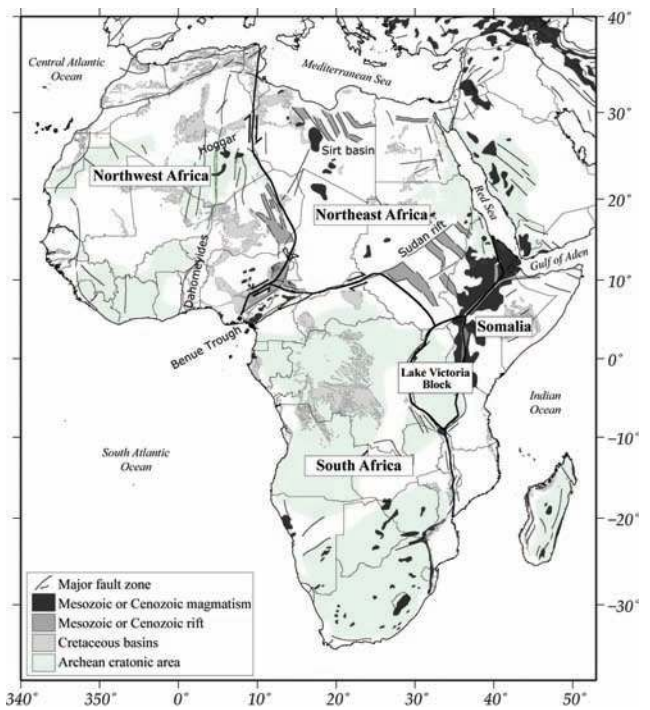 40°
Central Atlantic
Ocean
Mediterranean Sea
30°
Hoggar
Sirt basin
Northwest Africa
Northeast Africa
Red Sea
20°
Sudan rift
Dahomeyides
Gulf of Aden
10°
Benue Trough
Somalia
Lake Victoria
Block
0°
Indian
Ocean
South Atlantic
Ocean
South Africa
−10°
−20°
−30°
Major fault zone
Mesozoic or Cenozoic magmatism
Mesozoic or Cenozoic rift
Cretaceous basins
Archean cratonic area
340° 350° 0° 10° 20° 30° 40° 50°